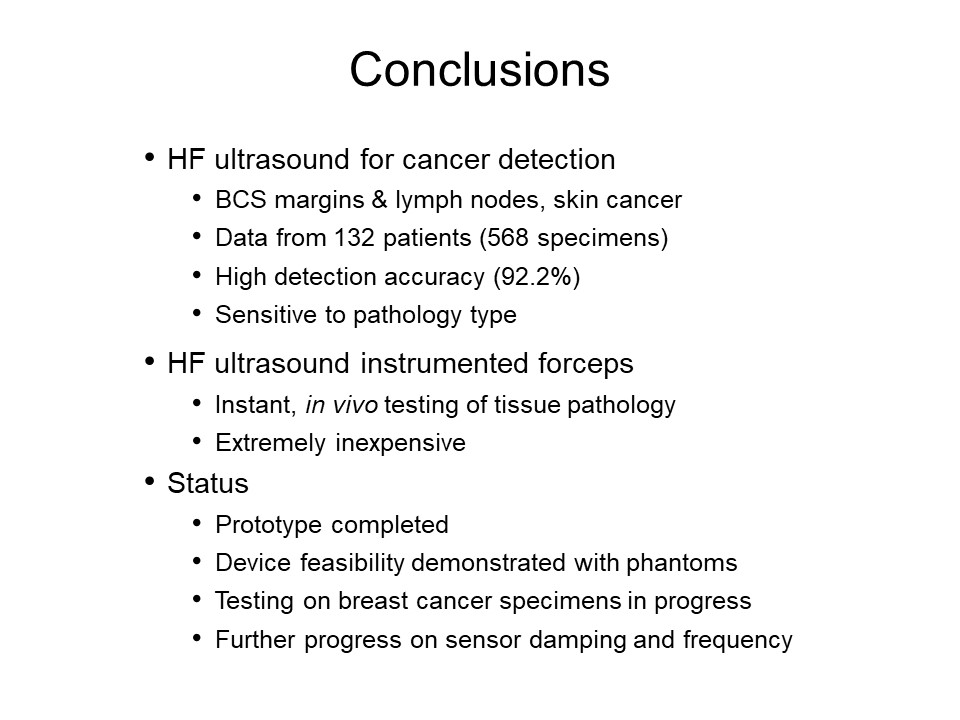 Conclusions
• HF ultrasound for cancer detection
• BCS margins & lymph nodes, skin cancer
• Data from 132 patients (568 specimens)
• High detection accuracy (92.2%)
• Sensitive to pathology type
• HF ultrasound instrumented forceps
• Instant, in vivo testing of tissue pathology
• Extremely inexpensive
• Status
• Prototype completed
• Device feasibility demonstrated with phantoms
• Testing on breast cancer specimens in progress
• Further progress on sensor damping and frequency